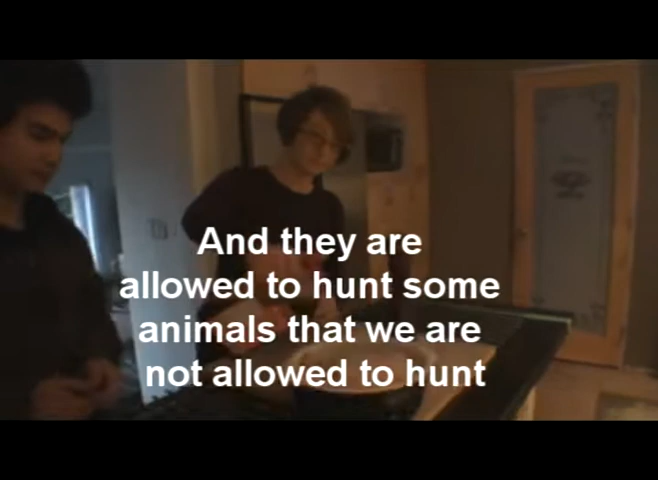 And they are
allowed to hunt some
animals that we are
not allowed to hunt